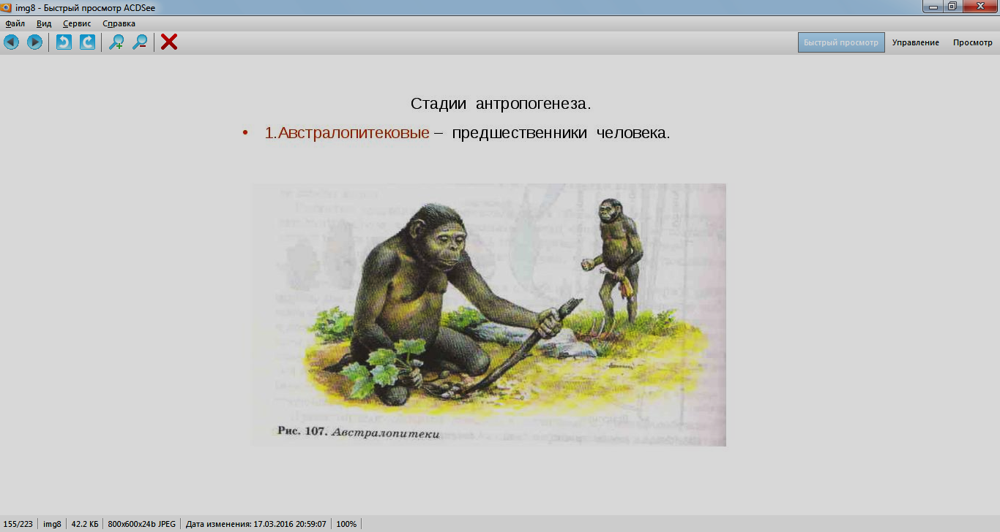 img8 - Быстрый просмотр ACDSee
Файл Вид Сервис Справка
Быстрый просмотр Управление Просмотр
Стадии антропогенеза.
• 1.Австралопитековые – предшественники человека.
Рис. 107. Австралопитеки
155/223 img8 42.2 КБ 800x600x24b JPEG Дата изменения: 17.03.2016 20:59:07 100%